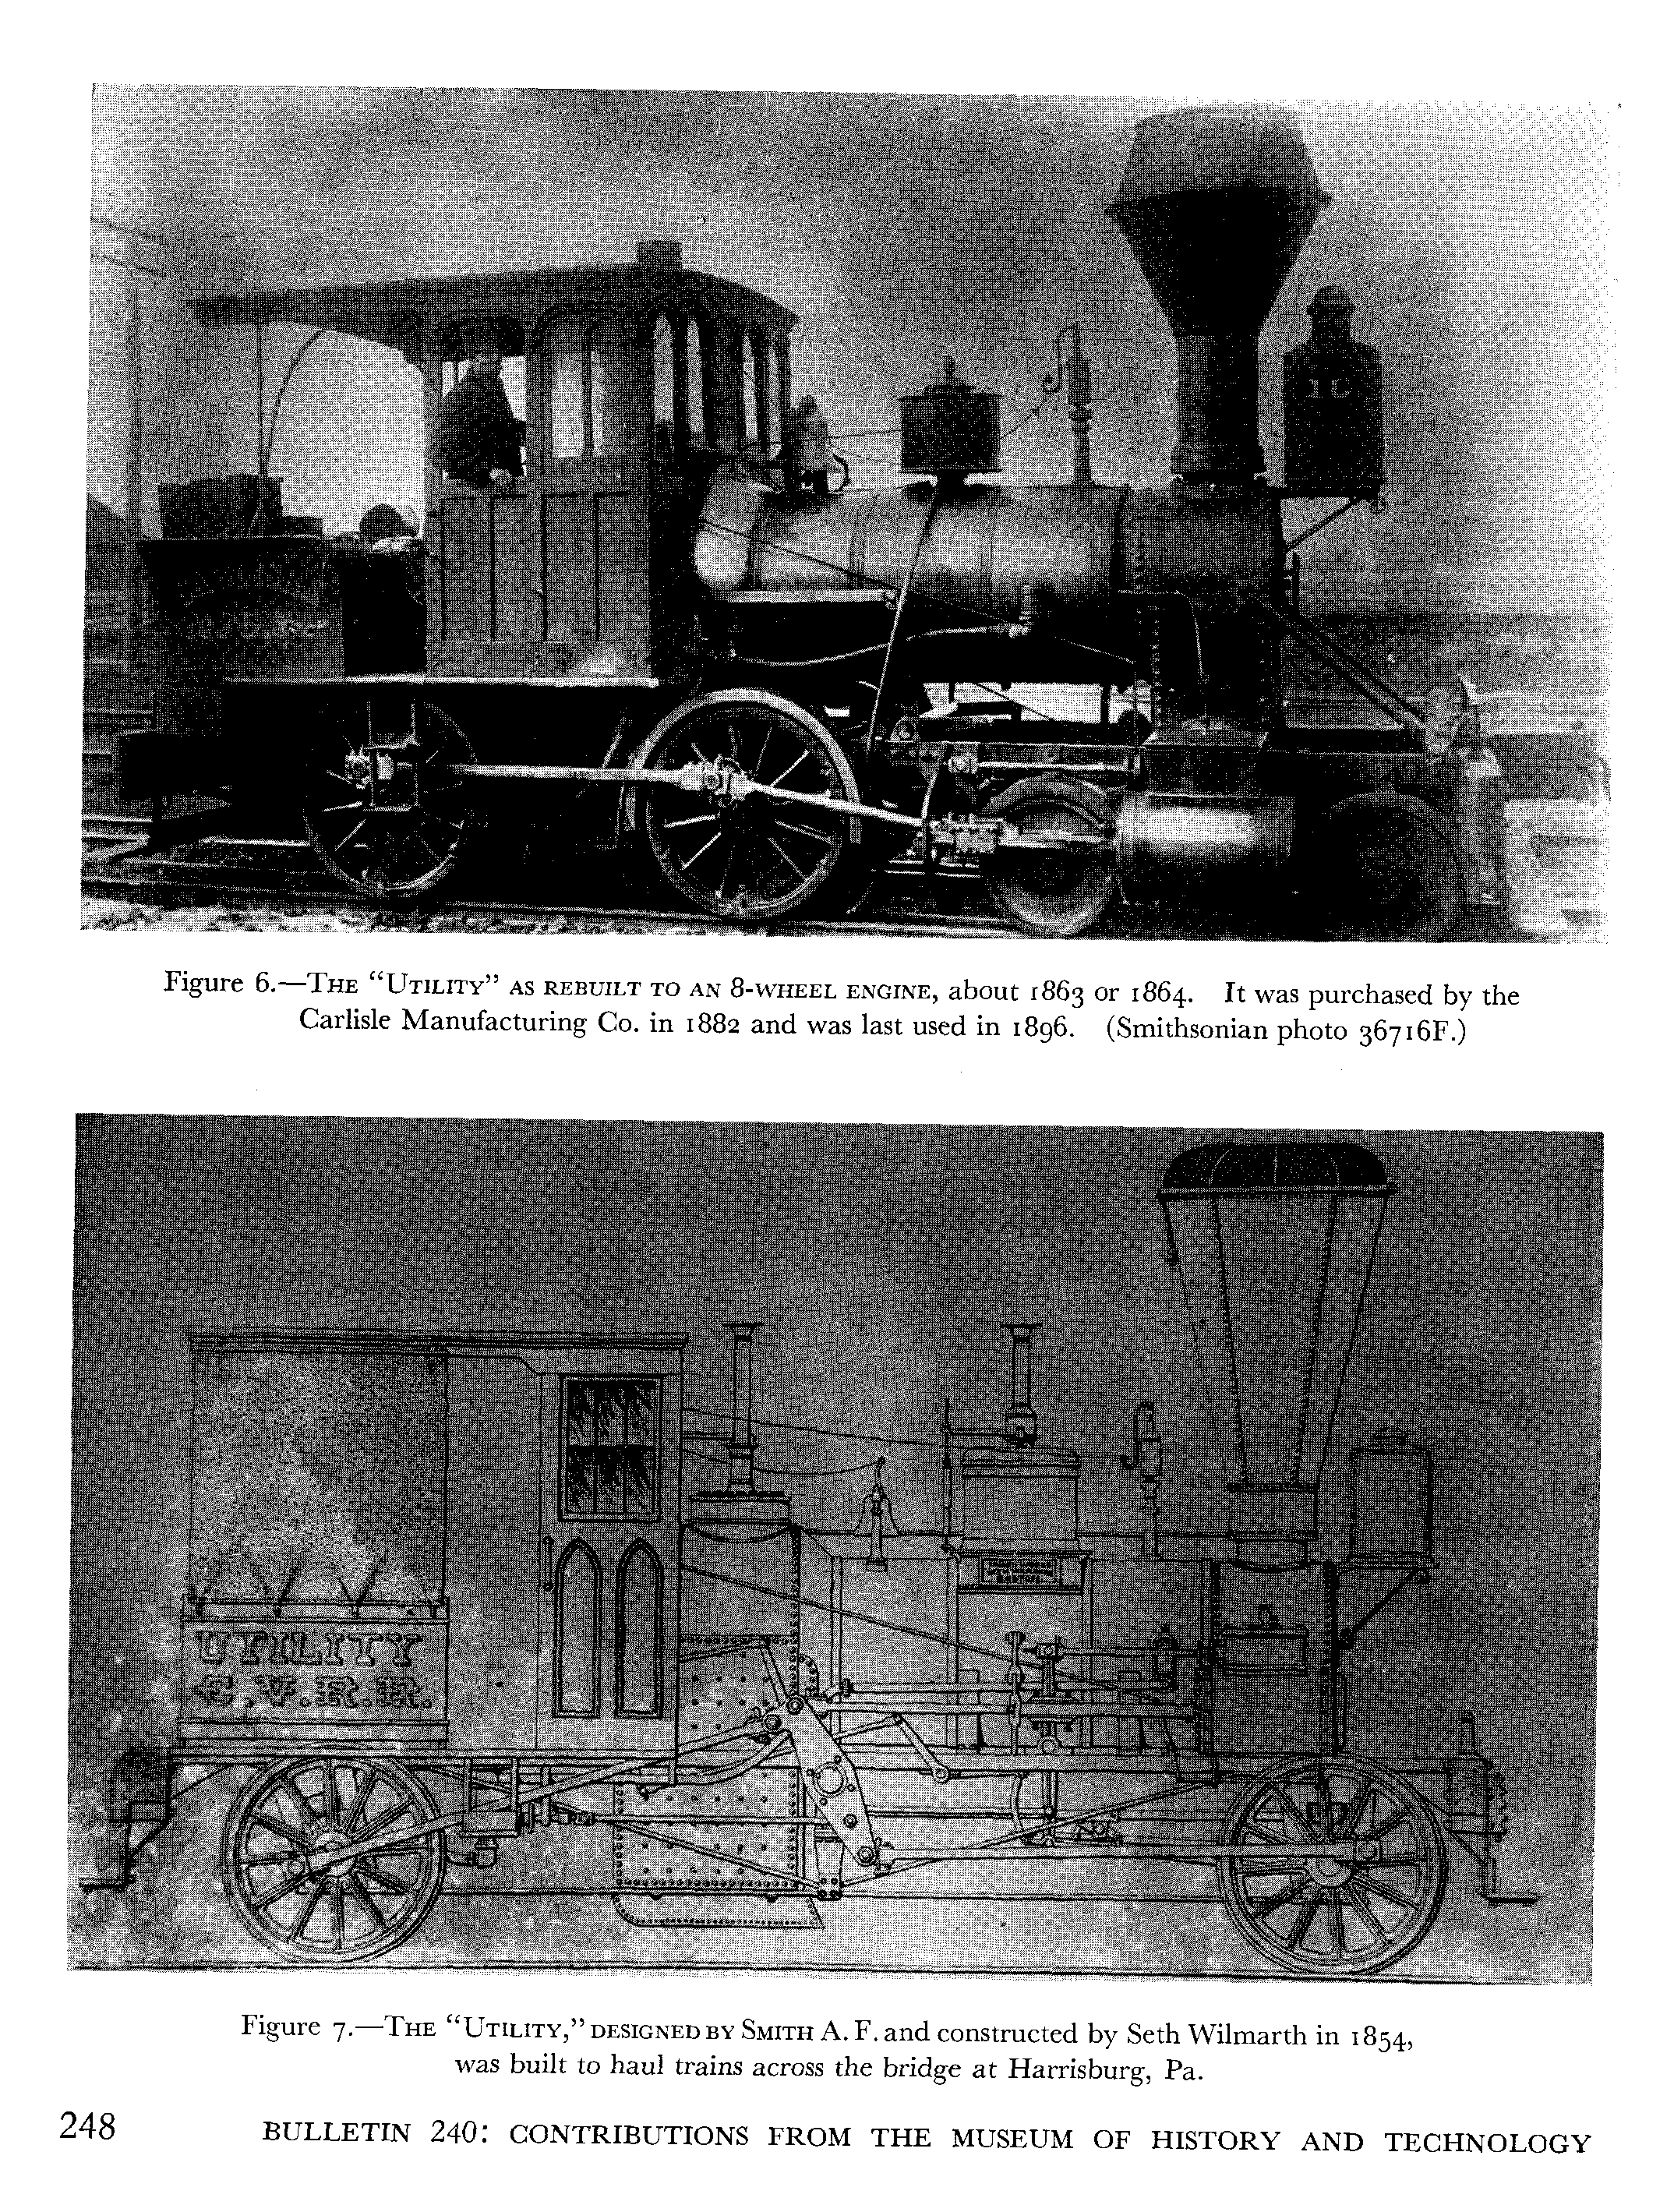 10
Figure 6.—The “Utility” as rebuilt to an 8-wheel engine, about 1863 or 1864. It was purchased by the
Carlisle Manufacturing Co. in 1882 and was last used in 1896. (Smithsonian photo 36716F.)
BOSTON
UTILITY
C.V.R.R.
Figure 7.—The “Utility,” designed by Smith A. F. and constructed by Seth Wilmarth in 1854,
was built to haul trains across the bridge at Harrisburg, Pa.
248 BULLETIN 240: CONTRIBUTIONS FROM THE MUSEUM OF HISTORY AND TECHNOLOGY